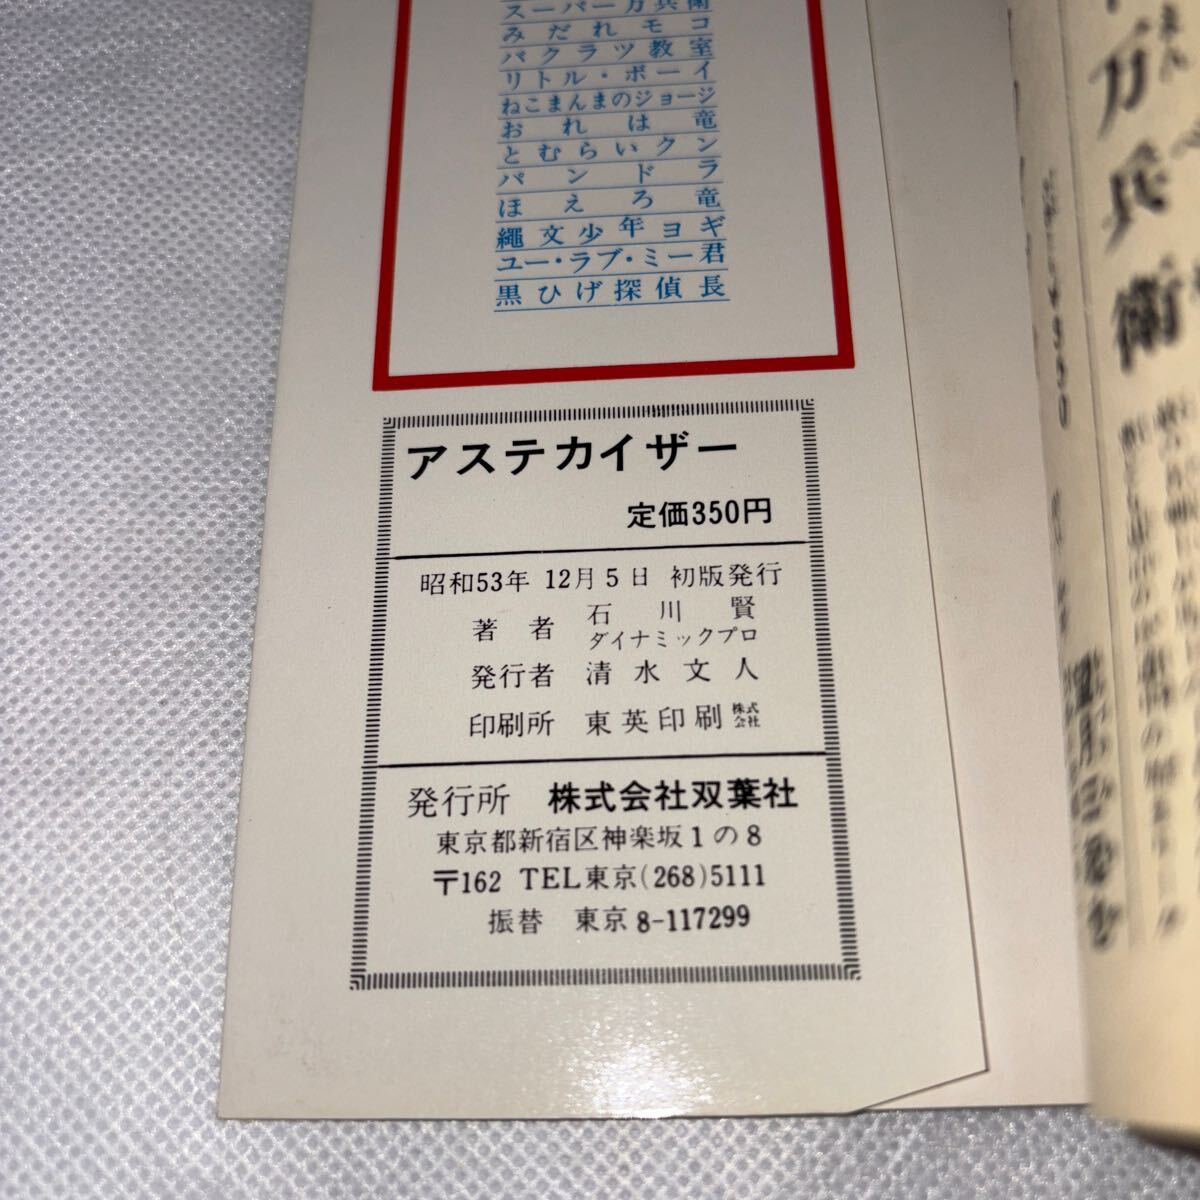 スーパー万兵衛
みだれモコ
バクラツ教室
リトル・ボーイ
ねこまんまのジョージ
おれは竜
とむらいクン
パンドラ
ほえろ竜
縄文少年ヨギ
ユー・ラブ・ミー君
黒ひげ探偵長
アステカイザー
定価350円
昭和53年 12月5日 初版発行
著者 石川賢
ダイナミックプロ
発行者 清水文人
印刷所 東英印刷株式会社
発行所 株式会社双葉社
東京都新宿区神楽坂1の8
〒162 TEL東京(268)5111
振替 東京8-117299
万兵衛